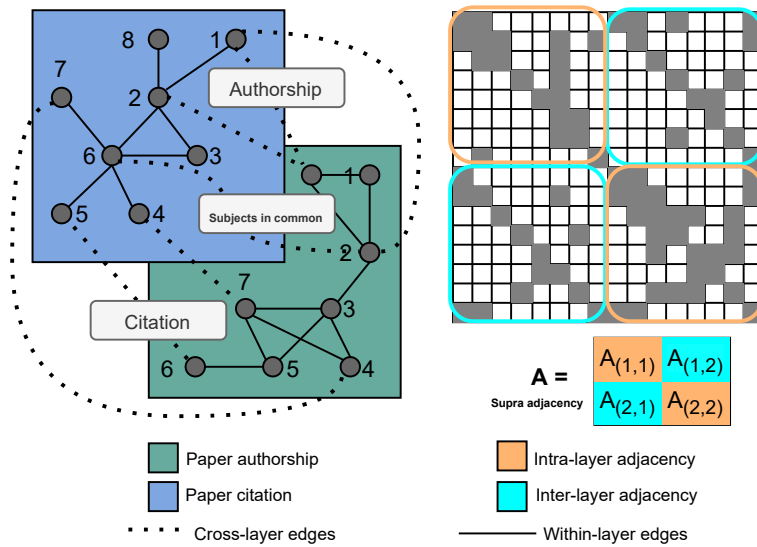 8
1
7
Authorship
2
6
3
1
5
4
Subjects in common
2
7
3
Citation
6
5
4
A =
Supra adjacency
A(1,1)
A(1,2)
A(2,1)
A(2,2)
Paper authorship
Paper citation
Cross-layer edges
Intra-layer adjacency
Inter-layer adjacency
Within-layer edges